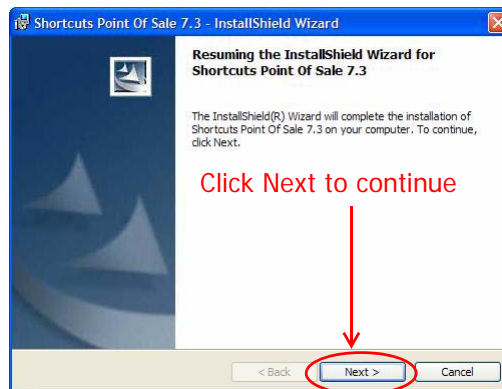 Shortcuts Point Of Sale 7.3 - InstallShield Wizard
Resuming the InstallShield Wizard for
Shortcuts Point Of Sale 7.3
The InstallShield(R) Wizard will complete the installation of
Shortcuts Point Of Sale 7.3 on your computer. To continue,
click Next.
Click Next to continue
< Back Next > Cancel